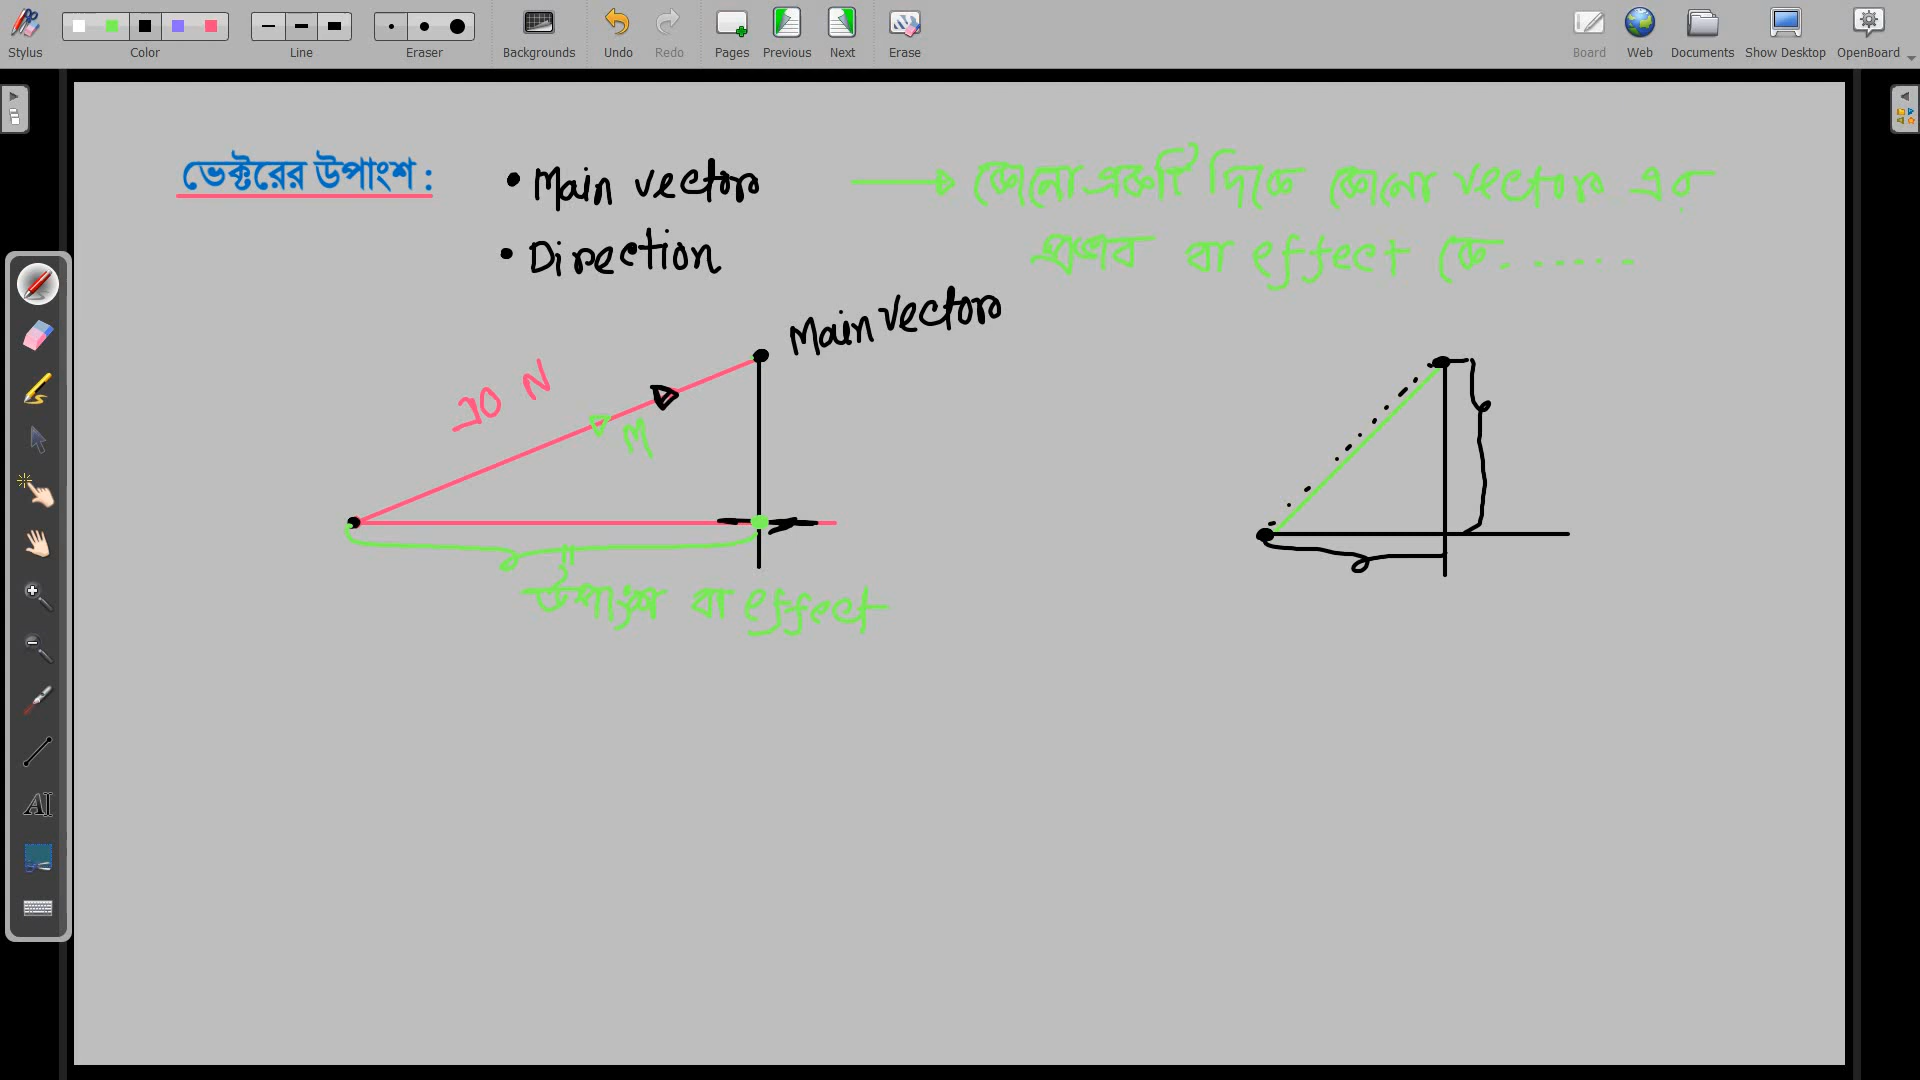 Stylus Color Line Eraser Backgrounds Undo Redo Pages Previous Next Erase Board Web Documents Show Desktop OpenBoard
ভেক্টরের উপাংশ :
• Main vector
→ কোনো একটি দিকে কোনো vector এর
• Direction
প্রভাব বা effect কে.......
Main vector
20 N
M
উপাংশ বা effect